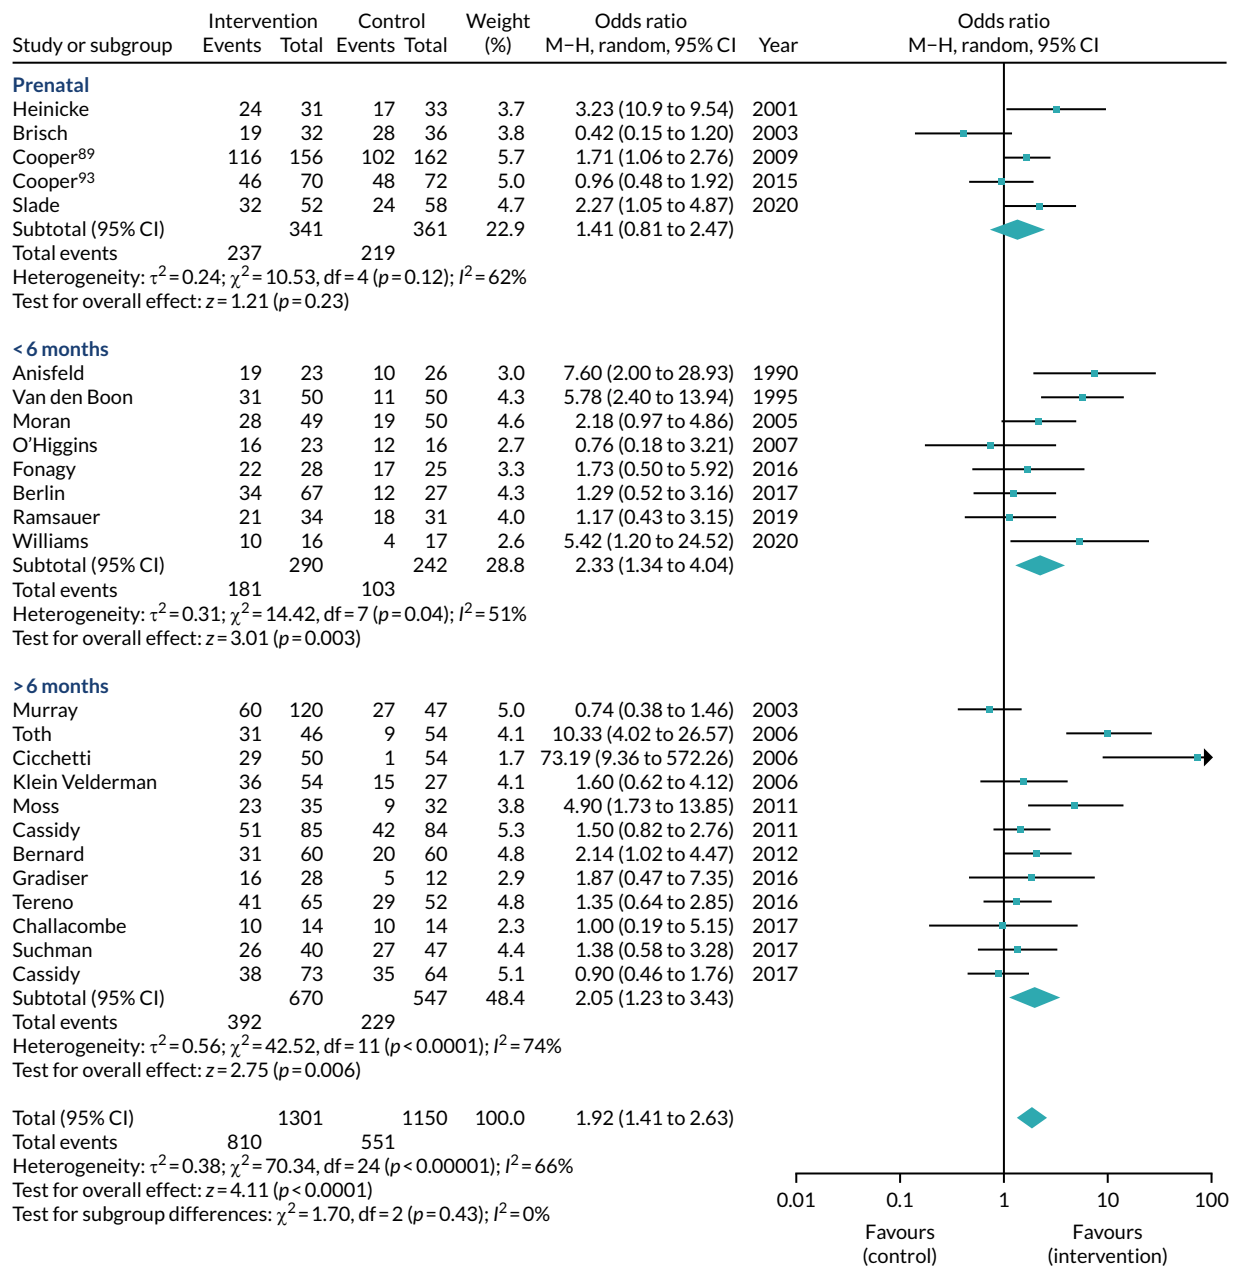 Intervention Control Weight Odds ratio Odds ratio
Study or subgroup Events Total Events Total (%) M−H, random, 95% CI Year M−H, random, 95% CI
Prenatal
Heinicke 24 31 17 33 3.7 3.23 (10.9 to 9.54) 2001
Brisch 19 32 28 36 3.8 0.42 (0.15 to 1.20) 2003
Cooper⁸⁹ 116 156 102 162 5.7 1.71 (1.06 to 2.76) 2009
Cooper⁹³ 46 70 48 72 5.0 0.96 (0.48 to 1.92) 2015
Slade 32 52 24 58 4.7 2.27 (1.05 to 4.87) 2020
Subtotal (95% CI) 341 361 22.9 1.41 (0.81 to 2.47)
Total events 237 219
Heterogeneity: τ²=0.24; χ²=10.53, df=4 (p=0.12); I²=62%
Test for overall effect: z=1.21 (p=0.23)
<6 months
Anisfeld 19 23 10 26 3.0 7.60 (2.00 to 28.93) 1990
Van den Boon 31 50 11 50 4.3 5.78 (2.40 to 13.94) 1995
Moran 28 49 19 50 4.6 2.18 (0.97 to 4.86) 2005
O'Higgins 16 23 12 16 2.7 0.76 (0.18 to 3.21) 2007
Fonagy 22 28 17 25 3.3 1.73 (0.50 to 5.92) 2016
Berlin 34 67 12 27 4.3 1.29 (0.52 to 3.16) 2017
Ramsauer 21 34 18 31 4.0 1.17 (0.43 to 3.15) 2019
Williams 10 16 4 17 2.6 5.42 (1.20 to 24.52) 2020
Subtotal (95% CI) 290 242 28.8 2.33 (1.34 to 4.04)
Total events 181 103
Heterogeneity: τ²=0.31; χ²=14.42, df=7 (p=0.04); I²=51%
Test for overall effect: z=3.01 (p=0.003)
>6 months
Murray 60 120 27 47 5.0 0.74 (0.38 to 1.46) 2003
Toth 31 46 9 54 4.1 10.33 (4.02 to 26.57) 2006
Cicchetti 29 50 1 54 1.7 73.19 (9.36 to 572.26) 2006
Klein Velderman 36 54 15 27 4.1 1.60 (0.62 to 4.12) 2006
Moss 23 35 9 32 3.8 4.90 (1.73 to 13.85) 2011
Cassidy 51 85 42 84 5.3 1.50 (0.82 to 2.76) 2011
Bernard 31 60 20 60 4.8 2.14 (1.02 to 4.47) 2012
Gradiser 16 28 5 12 2.9 1.87 (0.47 to 7.35) 2016
Tereno 41 65 29 52 4.8 1.35 (0.64 to 2.85) 2016
Challacombe 10 14 10 14 2.3 1.00 (0.19 to 5.15) 2017
Suchman 26 40 27 47 4.4 1.38 (0.58 to 3.28) 2017
Cassidy 38 73 35 64 5.1 0.90 (0.46 to 1.76) 2017
Subtotal (95% CI) 670 547 48.4 2.05 (1.23 to 3.43)
Total events 392 229
Heterogeneity: τ²=0.56; χ²=42.52, df=11 (p<0.0001); I²=74%
Test for overall effect: z=2.75 (p=0.006)
Total (95% CI) 1301 1150 100.0 1.92 (1.41 to 2.63)
Total events 810 551
Heterogeneity: τ²=0.38; χ²=70.34, df=24 (p<0.00001); I²=66%
Test for overall effect: z=4.11 (p<0.0001)
Test for subgroup differences: χ²=1.70, df=2 (p=0.43); I²=0%
0.01 0.1 1 10 100
Favours Favours
(control) (intervention)